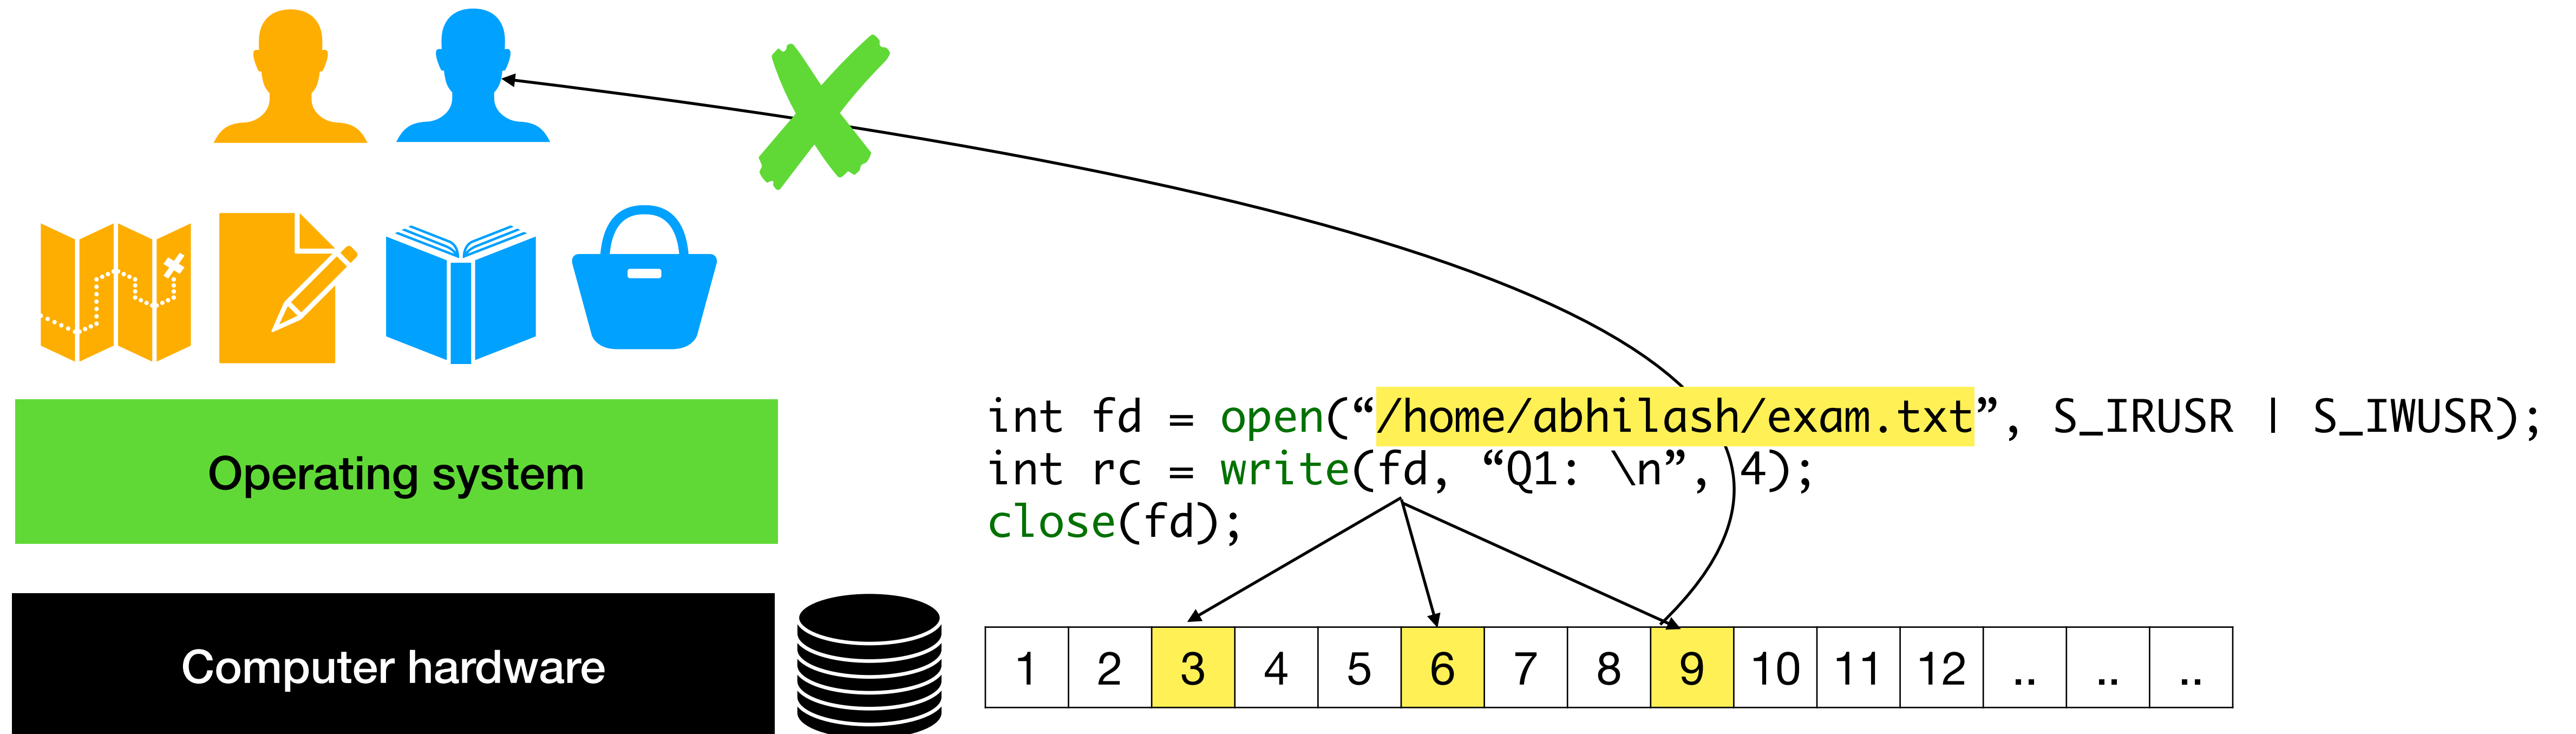 int fd = open(“/home/abhilash/exam.txt”, S_IRUSR | S_IWUSR);
int rc = write(fd, “Q1: \n”, 4);
close(fd);
Operating system
Computer hardware
1 2 3 4 5 6 7 8 9 10 11 12 .. .. ..